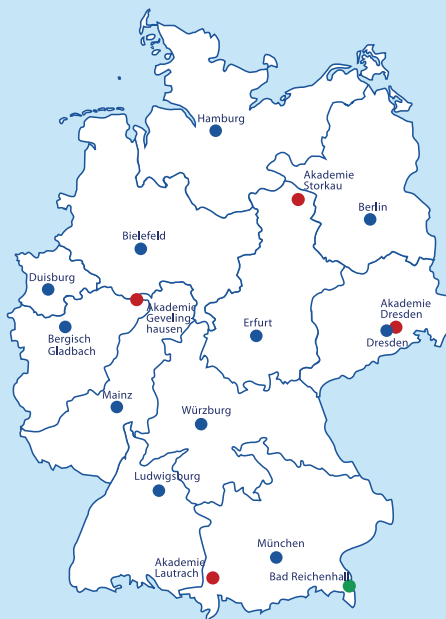 Hamburg
Akademie
Storkau
Berlin
Bielefeld
Duisburg
Akademie
Geveling
hausen
Akademie
Dresden
Dresden
Bergisch
Gladbach
Erfurt
Mainz
Würzburg
Ludwigsburg
München
Akademie
Lautrach
Bad Reichenhall